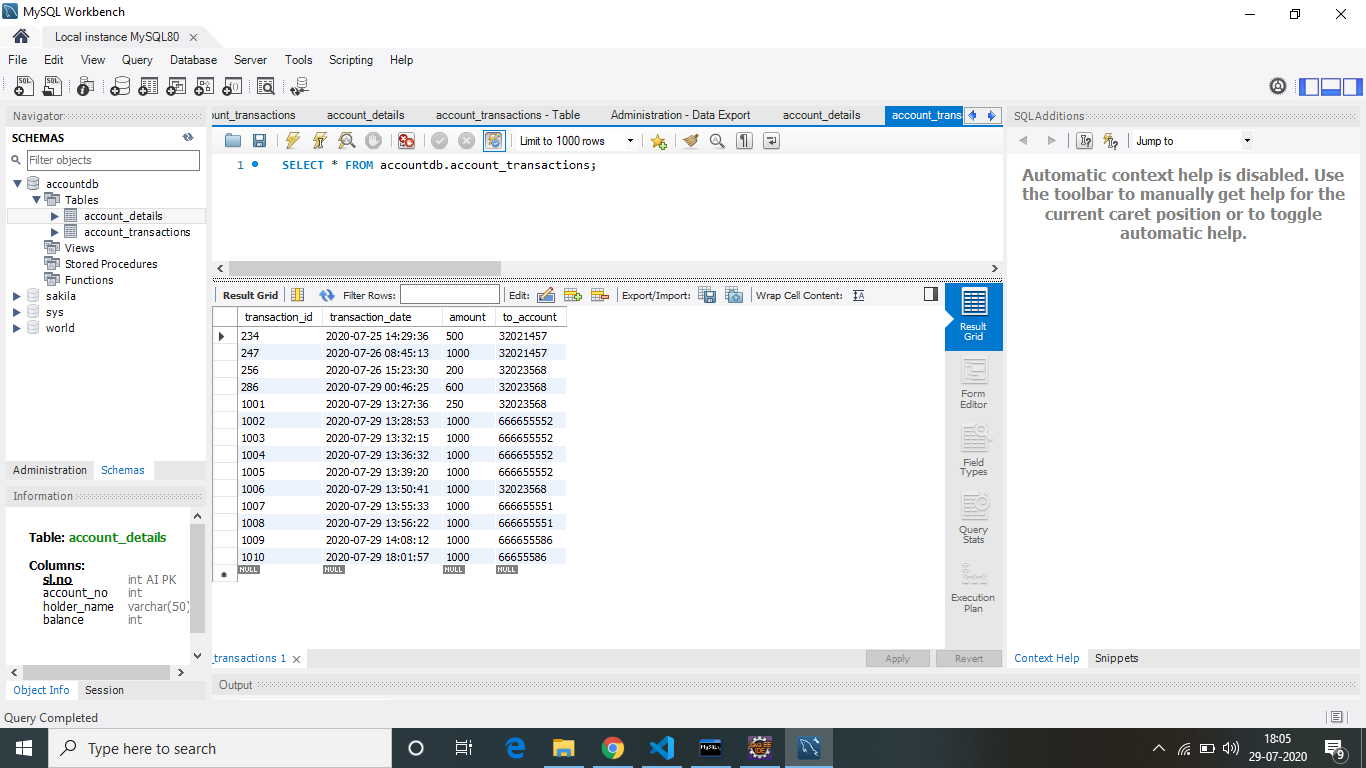 MySQL Workbench
Local instance MySQL80
File Edit View Query Database Server Tools Scripting Help
Navigator
SCHEMAS
Filter objects
accountdb
Tables
account_details
account_transactions
Views
Stored Procedures
Functions
sakila
sys
world
Administration Schemas
Information
Table: account_details
Columns:
sl.no int AI PK
account_no int
holder_name varchar(50)
balance int
Object Info Session
ount_transactions account_details account_transactions - Table Administration - Data Export account_details account_trans
Limit to 1000 rows
1 SELECT * FROM accountdb.account_transactions;
Result Grid Filter Rows: Edit: Export/Import: Wrap Cell Content:
transaction_id transaction_date amount to_account
234 2020-07-25 14:29:36 500 32021457
247 2020-07-26 08:45:13 1000 32021457
256 2020-07-26 15:23:30 200 32023568
286 2020-07-29 00:46:25 600 32023568
1001 2020-07-29 13:27:36 250 32023568
1002 2020-07-29 13:28:53 1000 666655552
1003 2020-07-29 13:32:15 1000 666655552
1004 2020-07-29 13:36:32 1000 666655552
1005 2020-07-29 13:39:20 1000 666655552
1006 2020-07-29 13:50:41 1000 32023568
1007 2020-07-29 13:55:33 1000 666655551
1008 2020-07-29 13:56:22 1000 666655551
1009 2020-07-29 14:08:12 1000 666655586
1010 2020-07-29 18:01:57 1000 66655586
NULL NULL NULL NULL
Result
Grid
Form
Editor
Field
Types
Query
Stats
Execution
Plan
_transactions 1
Apply Revert
Output
SQLAdditions
Jump to
Automatic context help is disabled. Use
the toolbar to manually get help for the
current caret position or to toggle
automatic help.
Context Help Snippets
Query Completed
Type here to search
18:05
29-07-2020
9